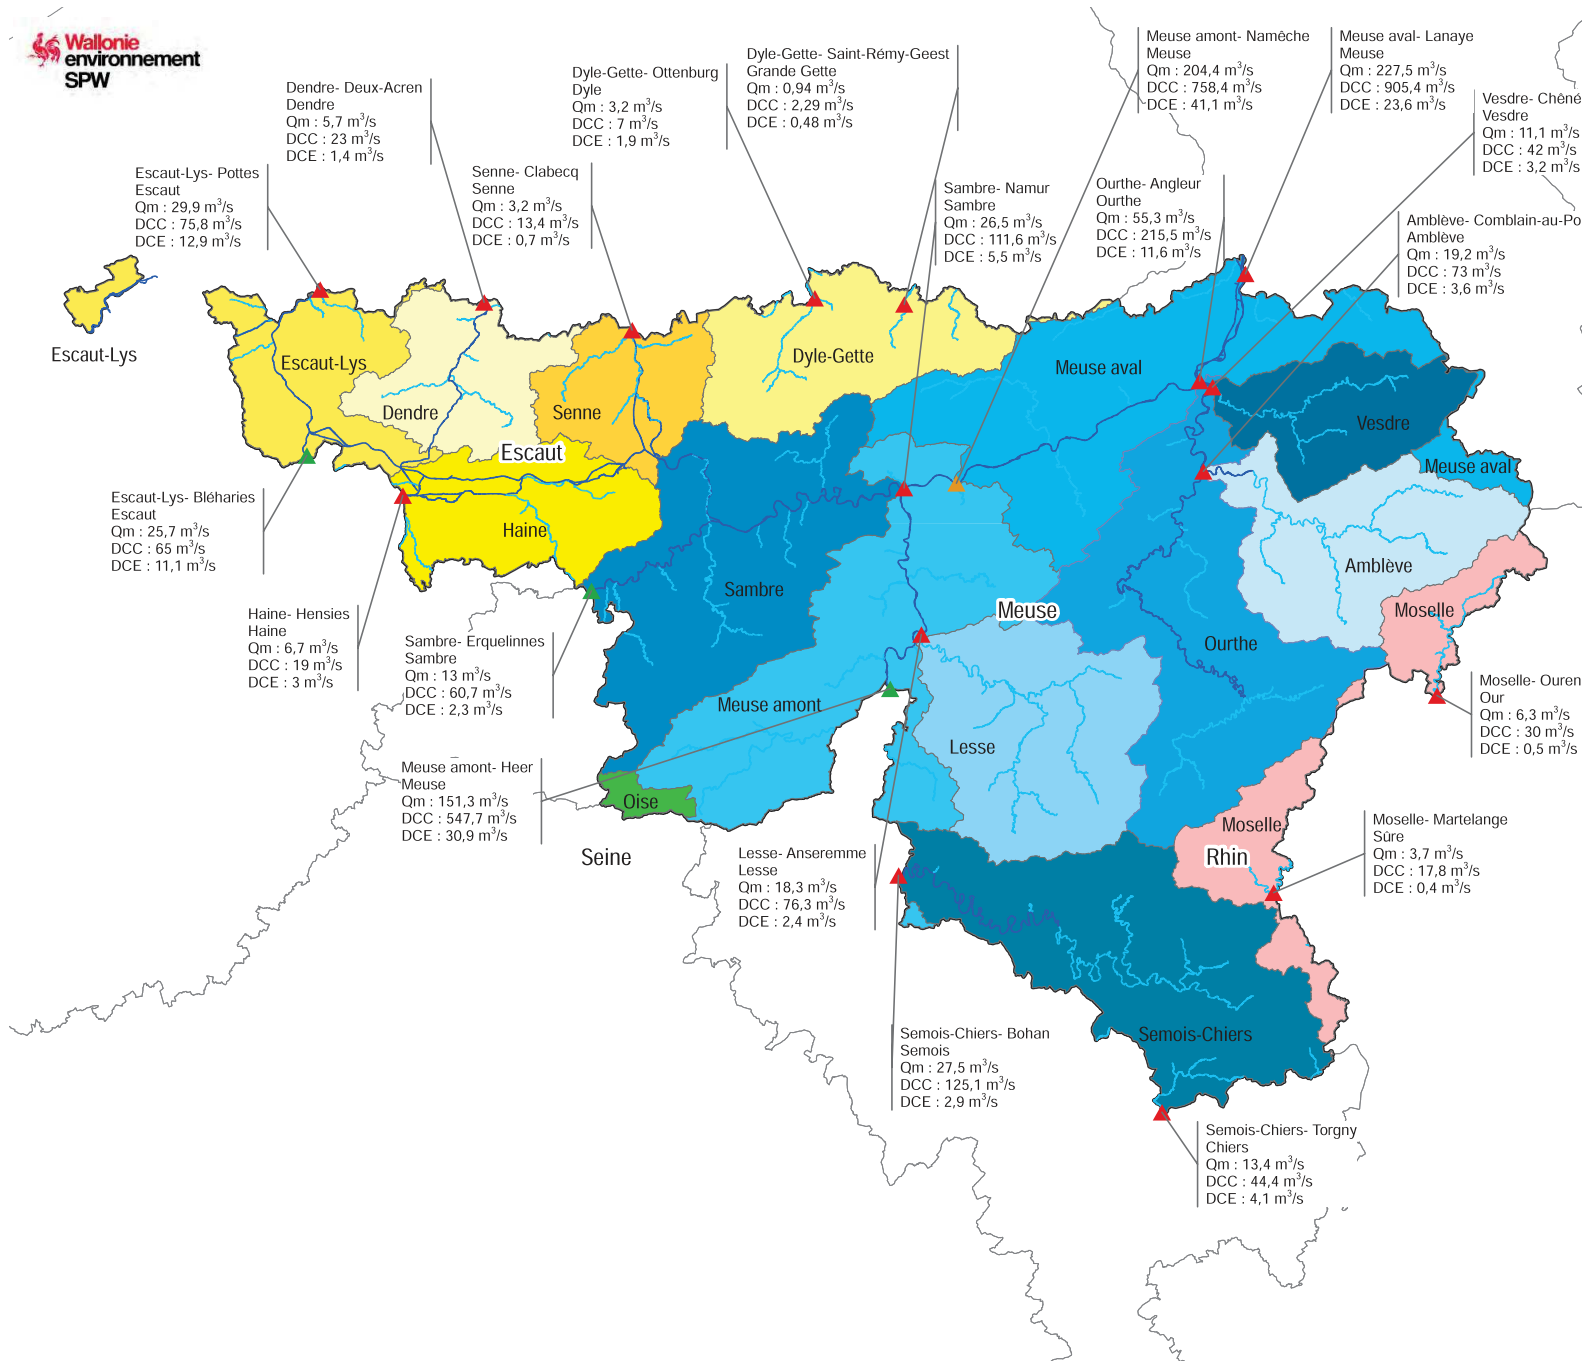 Wallonie
environnement
SPW
Dendre- Deux-Acren
Dendre
Qm : 5,7 m³/s
DCC : 23 m³/s
DCE : 1,4 m³/s
Dyle-Gette- Ottenburg
Dyle
Qm : 3,2 m³/s
DCC : 7 m³/s
DCE : 1,9 m³/s
Dyle-Gette- Saint-Rémy-Geest
Grande Gette
Qm : 0,94 m³/s
DCC : 2,29 m³/s
DCE : 0,48 m³/s
Meuse amont- Namêche
Meuse
Qm : 204,4 m³/s
DCC : 758,4 m³/s
DCE : 41,1 m³/s
Meuse aval- Lanaye
Meuse
Qm : 227,5 m³/s
DCC : 905,4 m³/s
DCE : 23,6 m³/s
Vesdre- Chêné
Vesdre
Qm : 11,1 m³/s
DCC : 42 m³/s
DCE : 3,2 m³/s
Escaut-Lys- Pottes
Escaut
Qm : 29,9 m³/s
DCC : 75,8 m³/s
DCE : 12,9 m³/s
Senne- Clabecq
Senne
Qm : 3,2 m³/s
DCC : 13,4 m³/s
DCE : 0,7 m³/s
Sambre- Namur
Sambre
Qm : 26,5 m³/s
DCC : 111,6 m³/s
DCE : 5,5 m³/s
Ourthe- Angleur
Ourthe
Qm : 55,3 m³/s
DCC : 215,5 m³/s
DCE : 11,6 m³/s
Amblève- Comblain-au-Po
Amblève
Qm : 19,2 m³/s
DCC : 73 m³/s
DCE : 3,6 m³/s
Escaut-Lys
Escaut-Lys
Dendre
Senne
Dyle-Gette
Meuse aval
Vesdre
Escaut
Meuse aval
Haine
Escaut-Lys- Bléharies
Escaut
Qm : 25,7 m³/s
DCC : 65 m³/s
DCE : 11,1 m³/s
Sambre
Meuse
Amblève
Moselle
Ourthe
Haine- Hensies
Haine
Qm : 6,7 m³/s
DCC : 19 m³/s
DCE : 3 m³/s
Sambre- Erquelinnes
Sambre
Qm : 13 m³/s
DCC : 60,7 m³/s
DCE : 2,3 m³/s
Moselle- Ouren
Our
Qm : 6,3 m³/s
DCC : 30 m³/s
DCE : 0,5 m³/s
Meuse amont
Lesse
Meuse amont- Heer
Meuse
Qm : 151,3 m³/s
DCC : 547,7 m³/s
DCE : 30,9 m³/s
Oise
Seine
Moselle
Rhin
Lesse- Anseremme
Lesse
Qm : 18,3 m³/s
DCC : 76,3 m³/s
DCE : 2,4 m³/s
Moselle- Martelange
Sûre
Qm : 3,7 m³/s
DCC : 17,8 m³/s
DCE : 0,4 m³/s
Semois-Chiers
Semois-Chiers- Bohan
Semois
Qm : 27,5 m³/s
DCC : 125,1 m³/s
DCE : 2,9 m³/s
Semois-Chiers- Torgny
Chiers
Qm : 13,4 m³/s
DCC : 44,4 m³/s
DCE : 4,1 m³/s